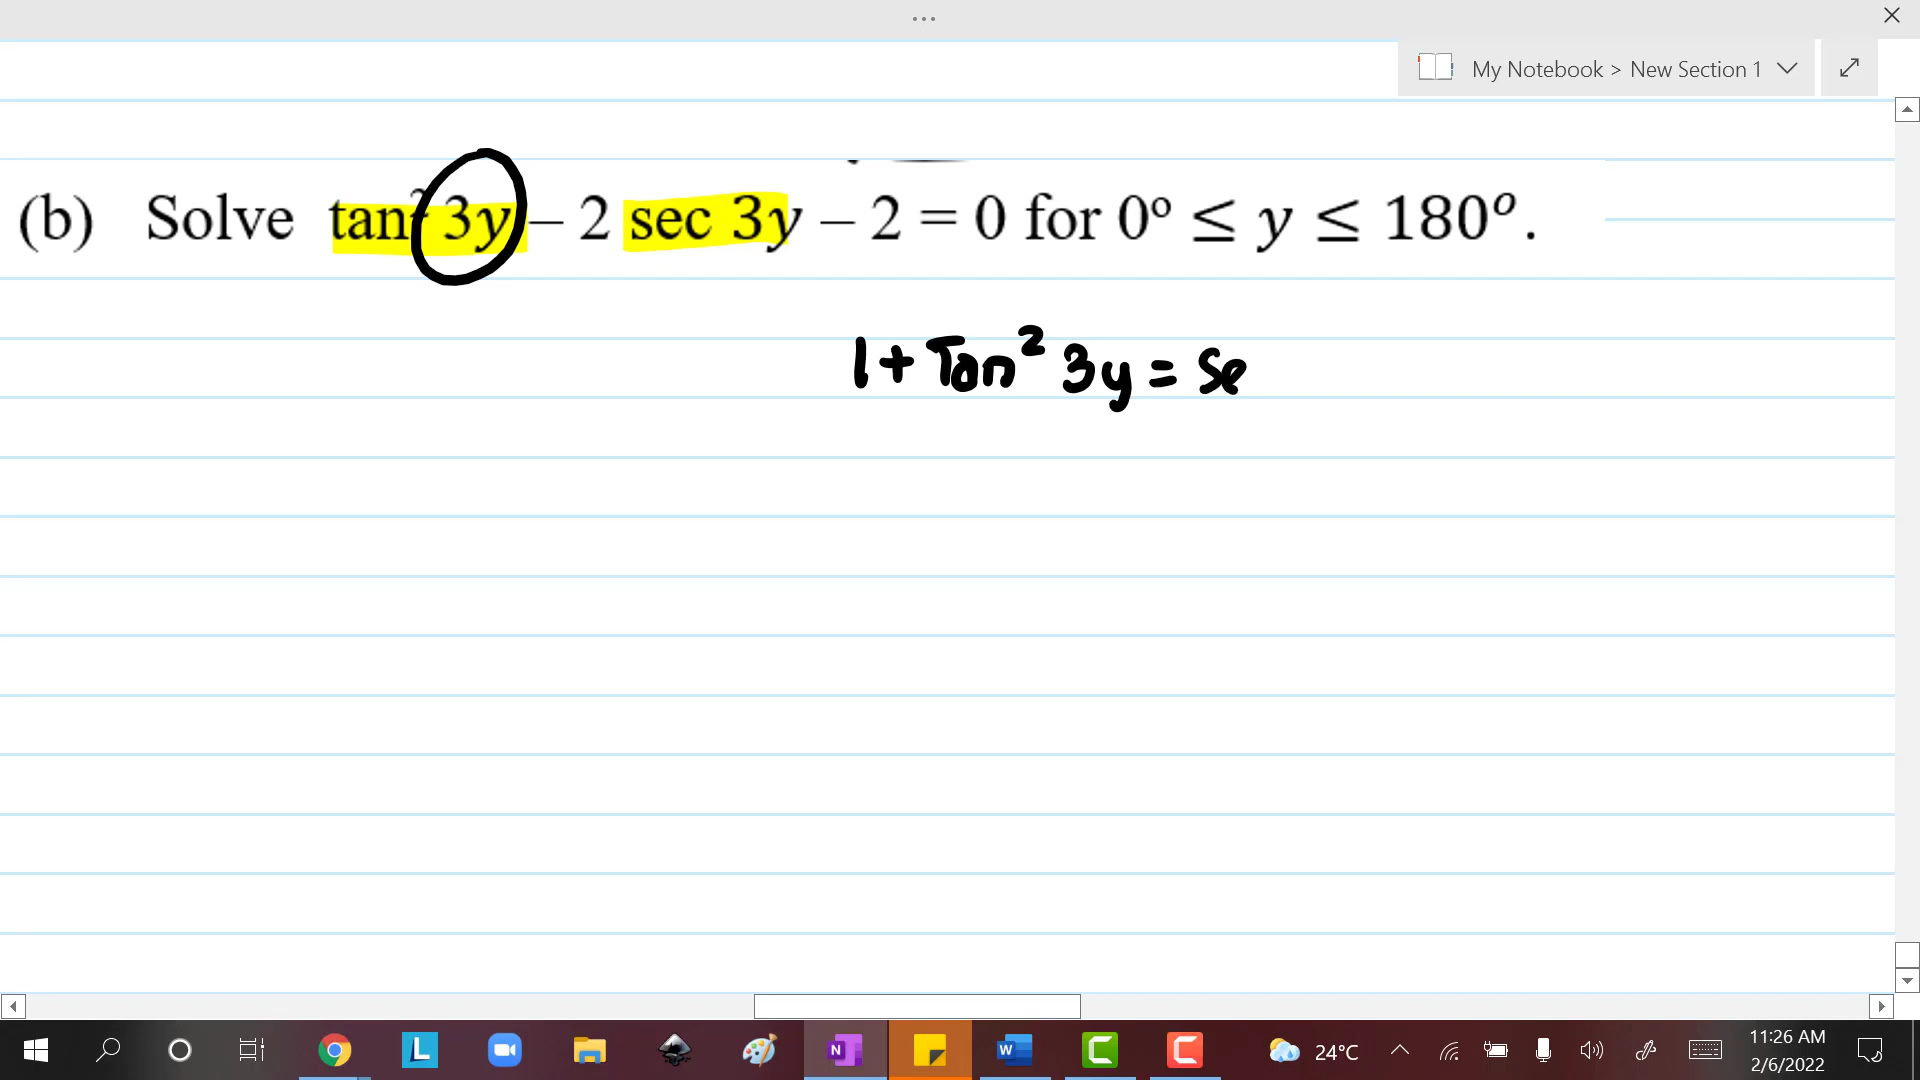 My Notebook > New Section 1
(b) Solve tan² 3y – 2 sec 3y – 2 = 0 for 0° ≤ y ≤ 180°.
1 + Tan² 3y = Se
24°C
11:26 AM
2/6/2022